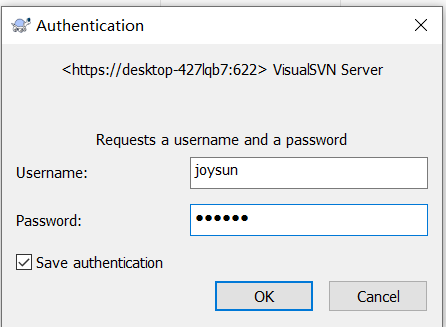 Authentication
<https://desktop-427lqb7:622> VisualSVN Server
Requests a username and a password
Username:
joysun
Password:
●●●●●●
Save authentication
OK
Cancel